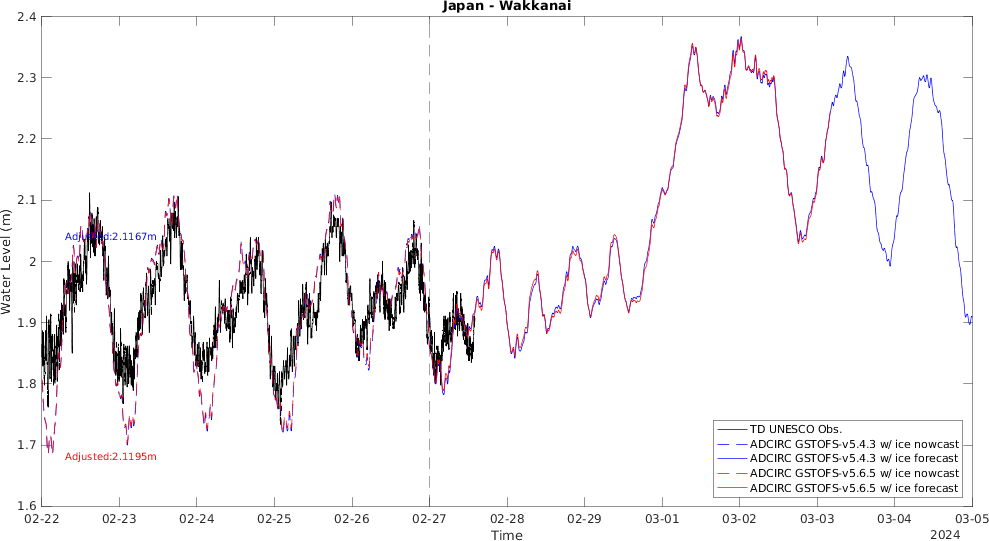 Japan - Wakkanai
Water Level (m)
2.4
2.3
2.2
2.1
2
1.9
1.8
1.7
1.6
Adjusted:2.1167m
Adjusted:2.1195m
TD UNESCO Obs.
ADCIRC GSTOFS-v5.4.3 w/ ice nowcast
ADCIRC GSTOFS-v5.4.3 w/ ice forecast
ADCIRC GSTOFS-v5.6.5 w/ ice nowcast
ADCIRC GSTOFS-v5.6.5 w/ ice forecast
02-22 02-23 02-24 02-25 02-26 02-27 02-28 02-29 03-01 03-02 03-03 03-04 03-05
Time
2024